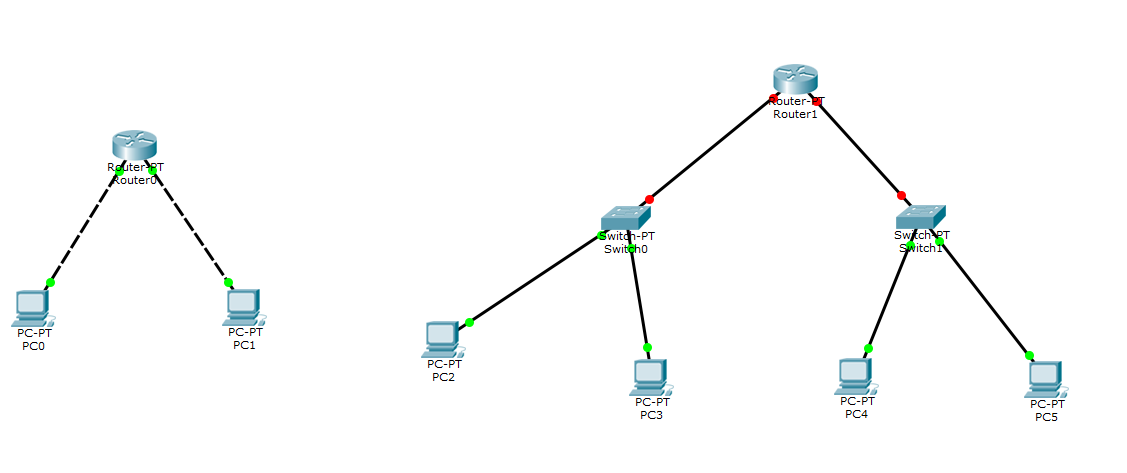 Router-PT
Router0
PC-PT
PC0
PC-PT
PC1
Router-PT
Router1
Switch-PT
Switch0
Switch-PT
Switch1
PC-PT
PC2
PC-PT
PC3
PC-PT
PC4
PC-PT
PC5